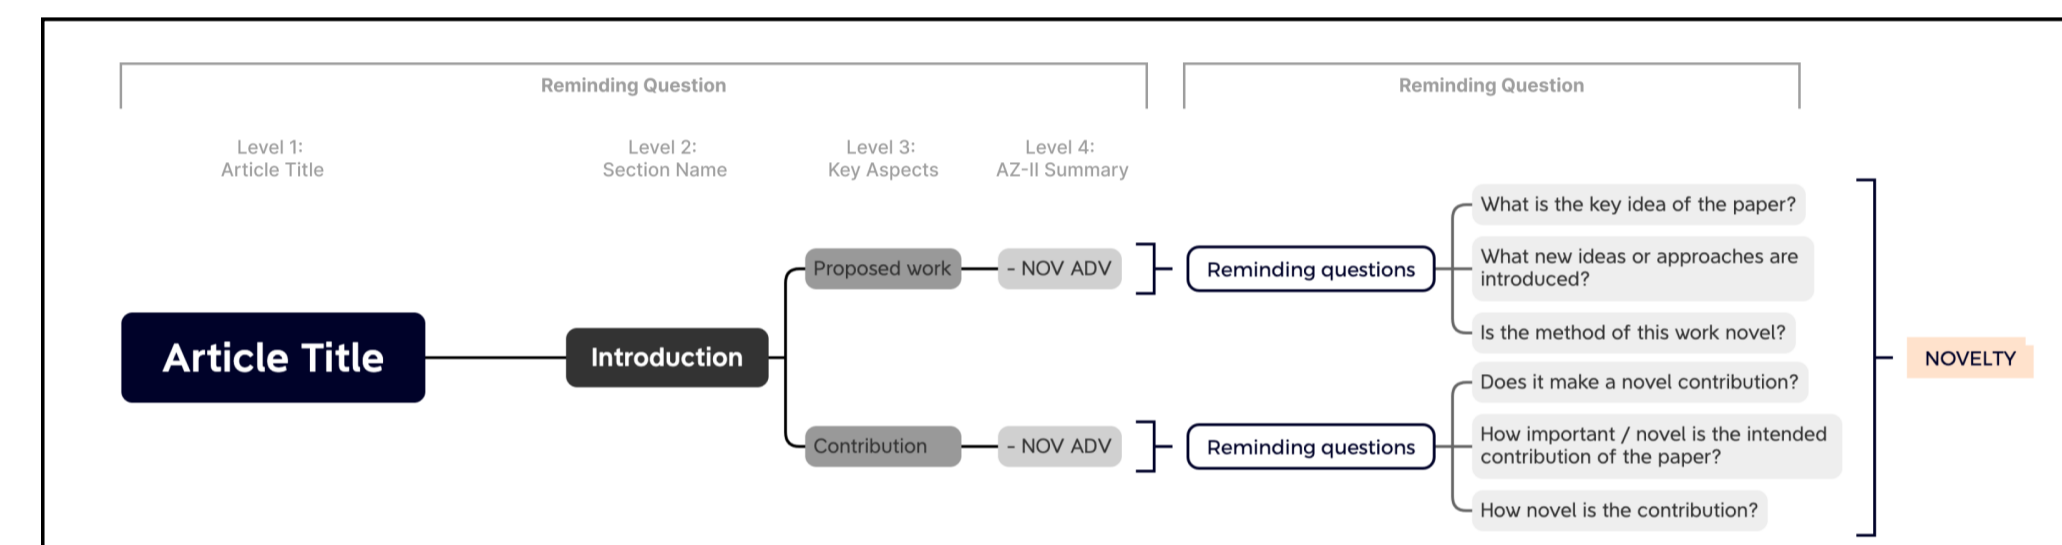 Reminding Question
Reminding Question
Level 1:
Article Title
Level 2:
Section Name
Level 3:
Key Aspects
Level 4:
AZ-II Summary
Article Title
Introduction
Proposed work
- NOV ADV
Reminding questions
What is the key idea of the paper?
What new ideas or approaches are
introduced?
Is the method of this work novel?
Contribution
- NOV ADV
Reminding questions
Does it make a novel contribution?
How important / novel is the intended
contribution of the paper?
How novel is the contribution?
NOVELTY